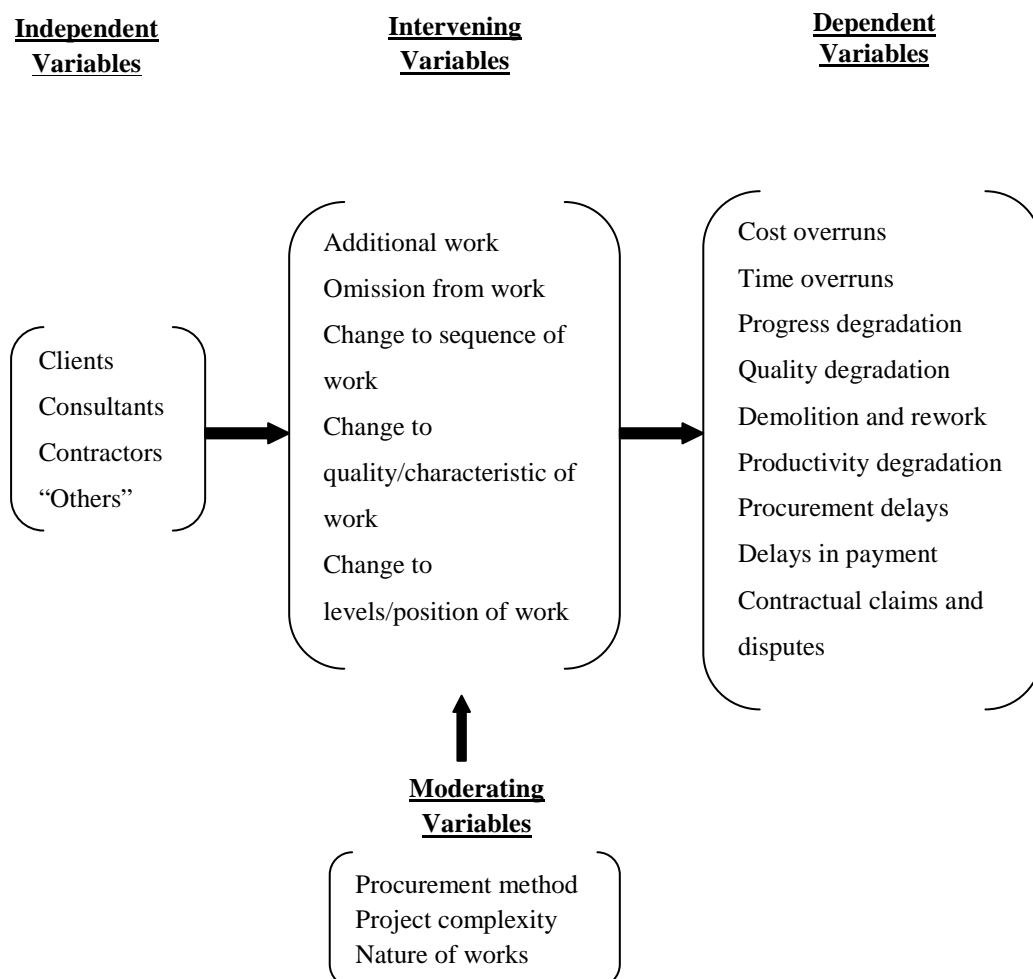 Independent
Variables
Intervening
Variables
Dependent
Variables
Clients
Consultants
Contractors
“Others”
Additional work
Omission from work
Change to sequence of
work
Change to
quality/characteristic of
work
Change to
levels/position of work
Cost overruns
Time overruns
Progress degradation
Quality degradation
Demolition and rework
Productivity degradation
Procurement delays
Delays in payment
Contractual claims and
disputes
Moderating
Variables
Procurement method
Project complexity
Nature of works